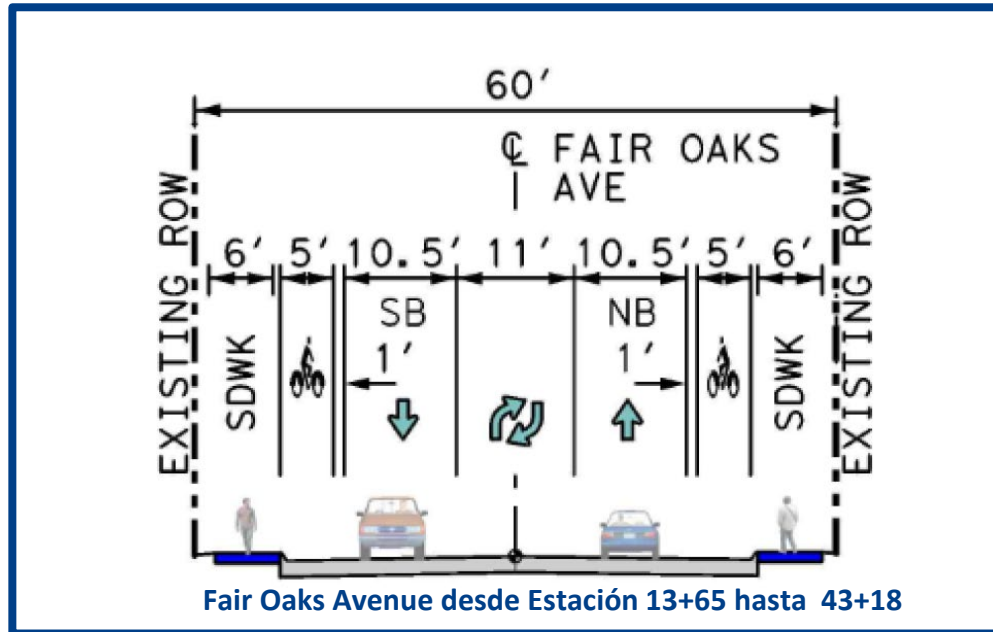 60'
℄ FAIR OAKS
AVE
EXISTING ROW
6' 5' 10.5' 11' 10.5' 5' 6'
EXISTING ROW
SB NB
1' 1'
SDWK SDWK
Fair Oaks Avenue desde Estación 13+65 hasta 43+18